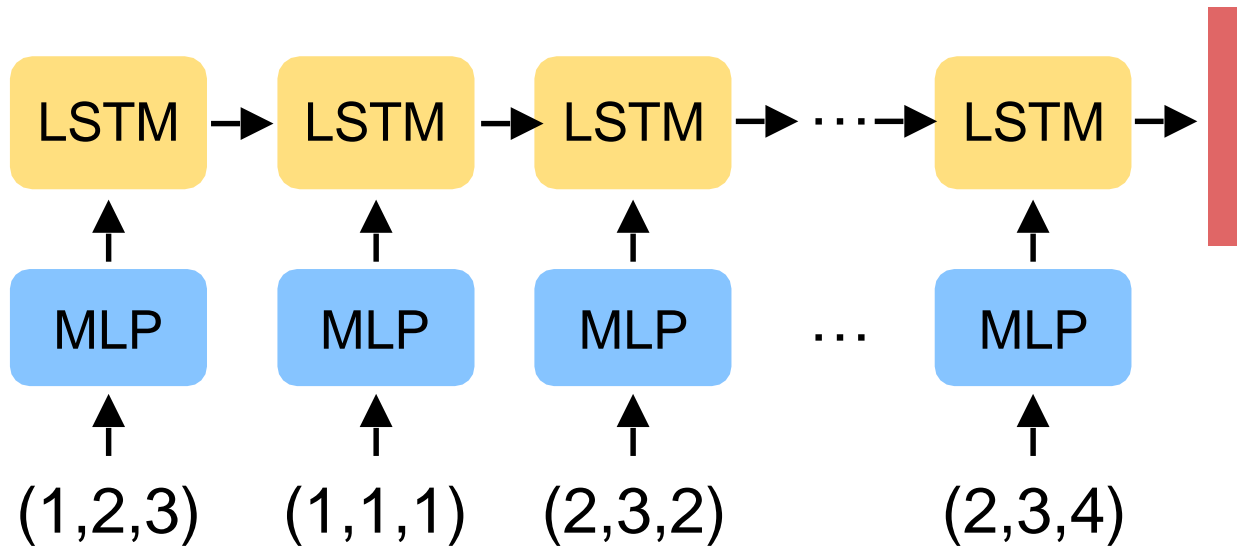 LSTM LSTM LSTM ... LSTM
MLP MLP MLP ... MLP
(1,2,3) (1,1,1) (2,3,2) (2,3,4)